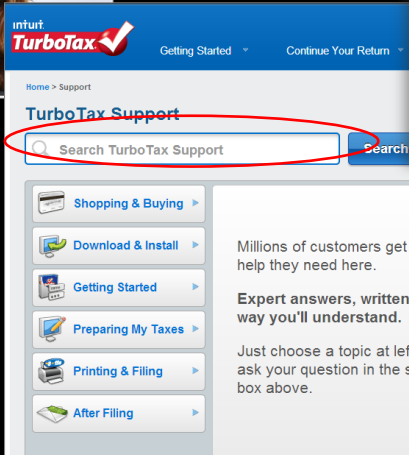 intuit
TurboTax
Getting Started
Continue Your Return
Home > Support
TurboTax Support
Search TurboTax Support
Search
Shopping & Buying
Download & Install
Getting Started
Preparing My Taxes
Printing & Filing
After Filing
Millions of customers get
help they need here.
Expert answers, written
way you'll understand.
Just choose a topic at lef
ask your question in the s
box above.